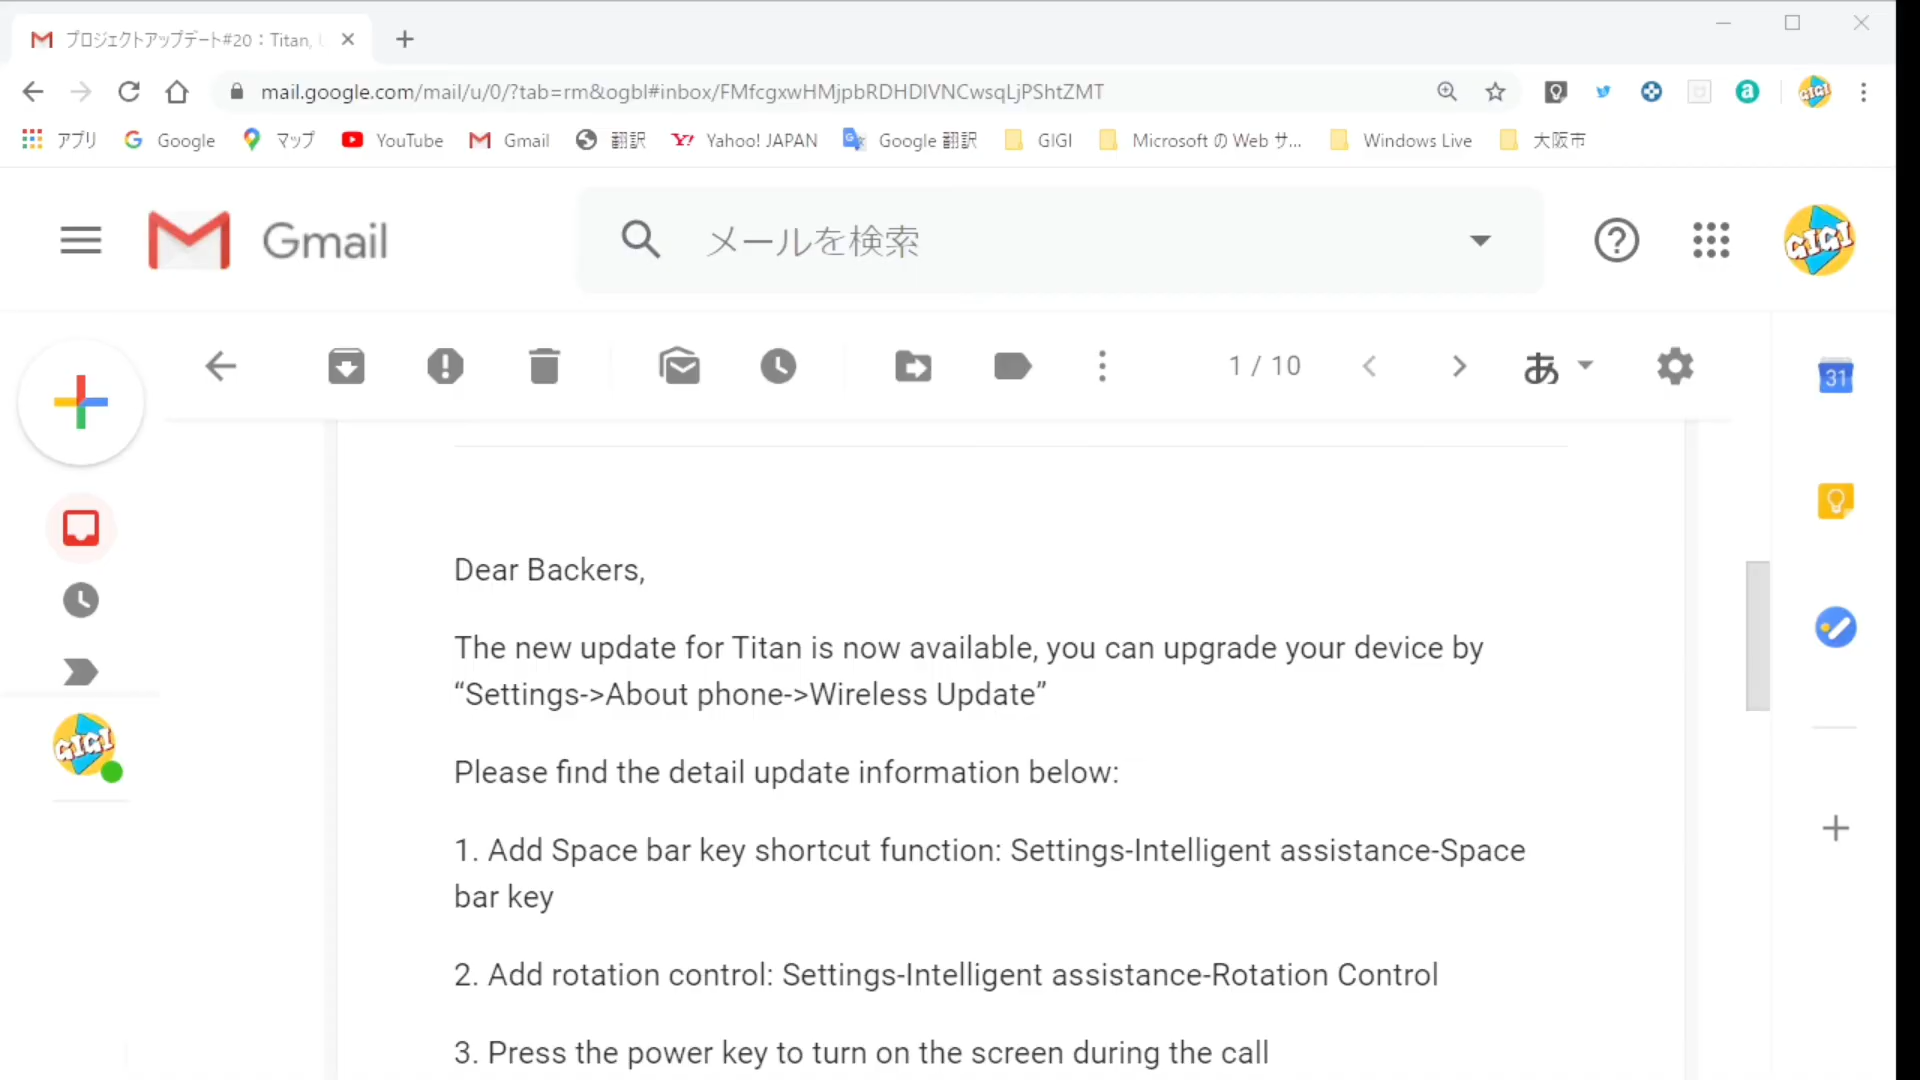 プロジェクトアップデート#20：Titan,
mail.google.com/mail/u/0/?tab=rm&ogbl#inbox/FMfcgxwHMjpbRDHDlVNCwsqLjPShtZMT
アプリ Google マップ YouTube Gmail 翻訳 Yahoo! JAPAN Google 翻訳 GIGI Microsoft の Web サ... Windows Live 大阪市
Gmail メールを検索 GIGI
1 / 10 あ
31
Dear Backers,
The new update for Titan is now available, you can upgrade your device by
“Settings->About phone->Wireless Update”
GIGI
Please find the detail update information below:
1. Add Space bar key shortcut function: Settings-Intelligent assistance-Space
bar key
2. Add rotation control: Settings-Intelligent assistance-Rotation Control
3. Press the power key to turn on the screen during the call